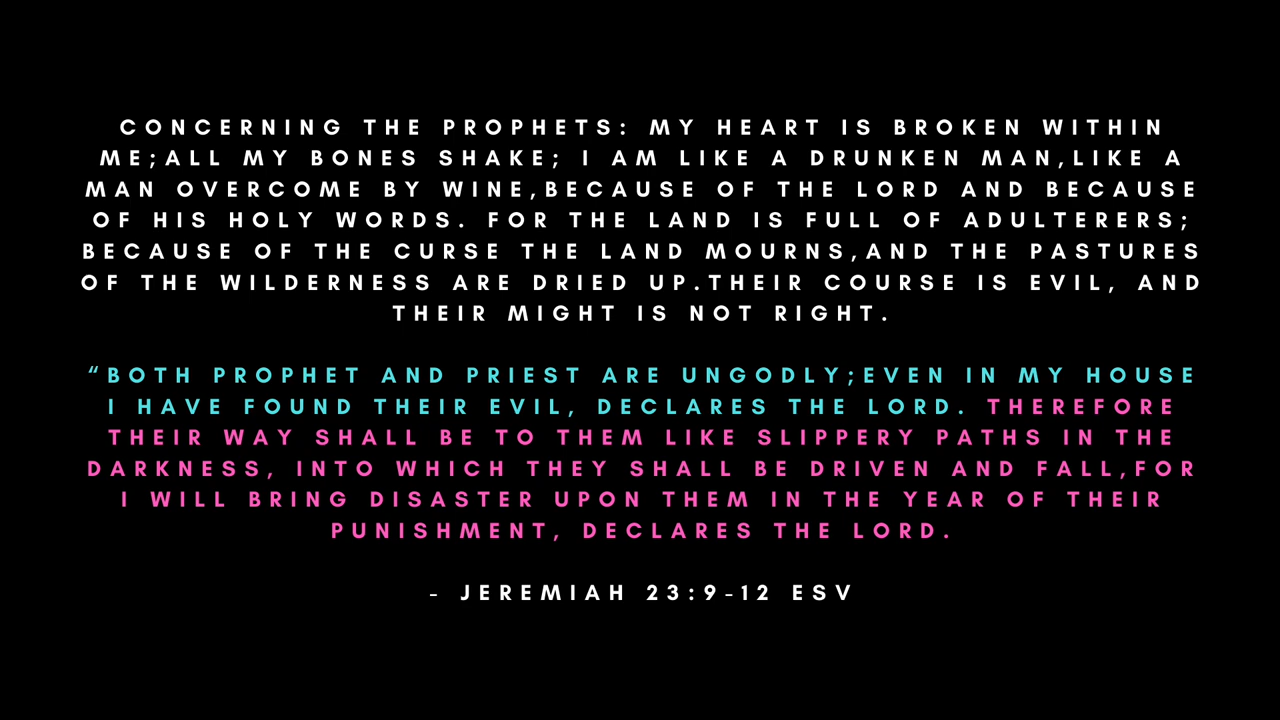 CONCERNING THE PROPHETS: MY HEART IS BROKEN WITHIN
ME;ALL MY BONES SHAKE; I AM LIKE A DRUNKEN MAN,LIKE A
MAN OVERCOME BY WINE,BECAUSE OF THE LORD AND BECAUSE
OF HIS HOLY WORDS. FOR THE LAND IS FULL OF ADULTERERS;
BECAUSE OF THE CURSE THE LAND MOURNS,AND THE PASTURES
OF THE WILDERNESS ARE DRIED UP.THEIR COURSE IS EVIL, AND
THEIR MIGHT IS NOT RIGHT.
“BOTH PROPHET AND PRIEST ARE UNGODLY;EVEN IN MY HOUSE
I HAVE FOUND THEIR EVIL, DECLARES THE LORD. THEREFORE
THEIR WAY SHALL BE TO THEM LIKE SLIPPERY PATHS IN THE
DARKNESS, INTO WHICH THEY SHALL BE DRIVEN AND FALL,FOR
I WILL BRING DISASTER UPON THEM IN THE YEAR OF THEIR
PUNISHMENT, DECLARES THE LORD.
- JEREMIAH 23:9-12 ESV